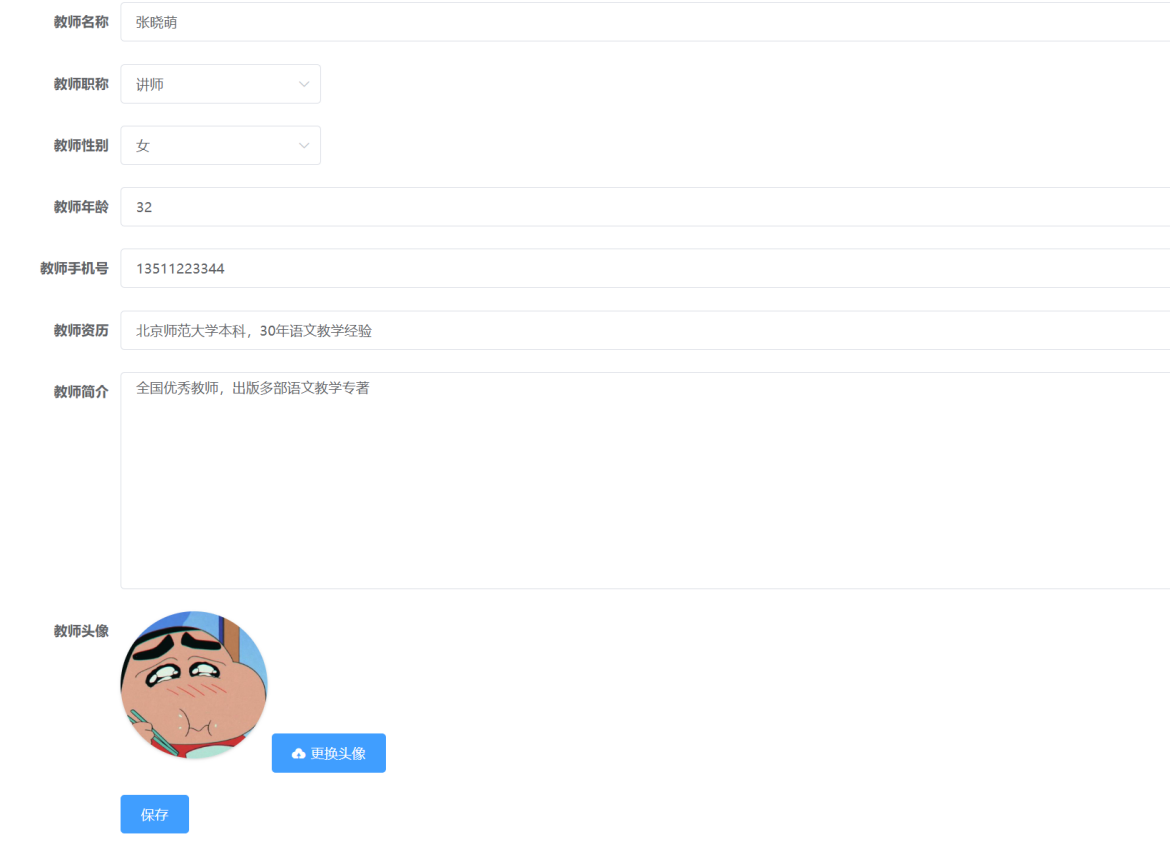 教师名称 张晓萌
教师职称 讲师
教师性别 女
教师年龄 32
教师手机号 13511223344
教师资历 北京师范大学本科，30年语文教学经验
教师简介 全国优秀教师，出版多部语文教学专著
教师头像
更换头像
保存